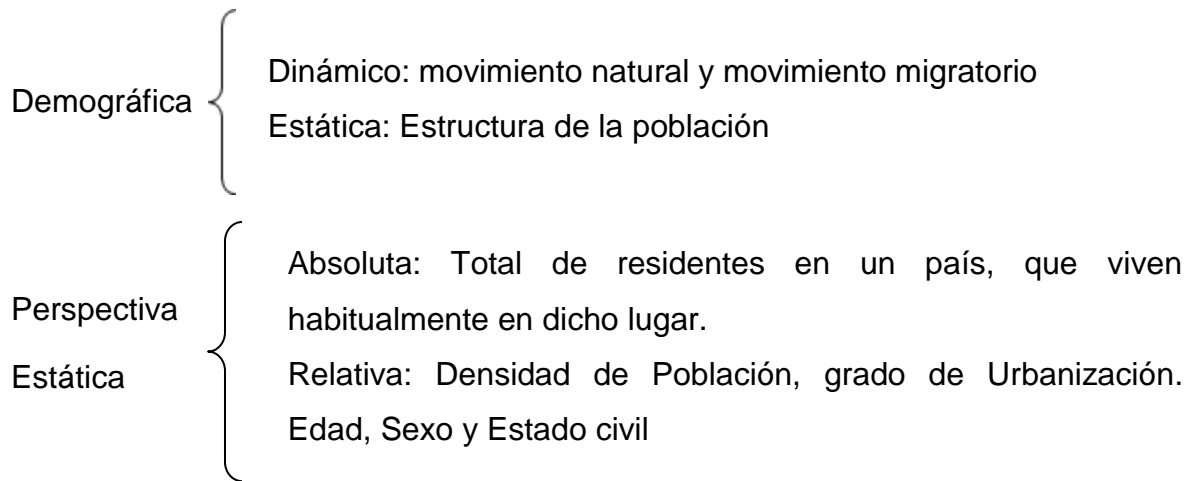 Demográfica
Dinámico: movimiento natural y movimiento migratorio
Estática: Estructura de la población
Perspectiva
Estática
Absoluta: Total de residentes en un país, que viven
habitualmente en dicho lugar.
Relativa: Densidad de Población, grado de Urbanización.
Edad, Sexo y Estado civil